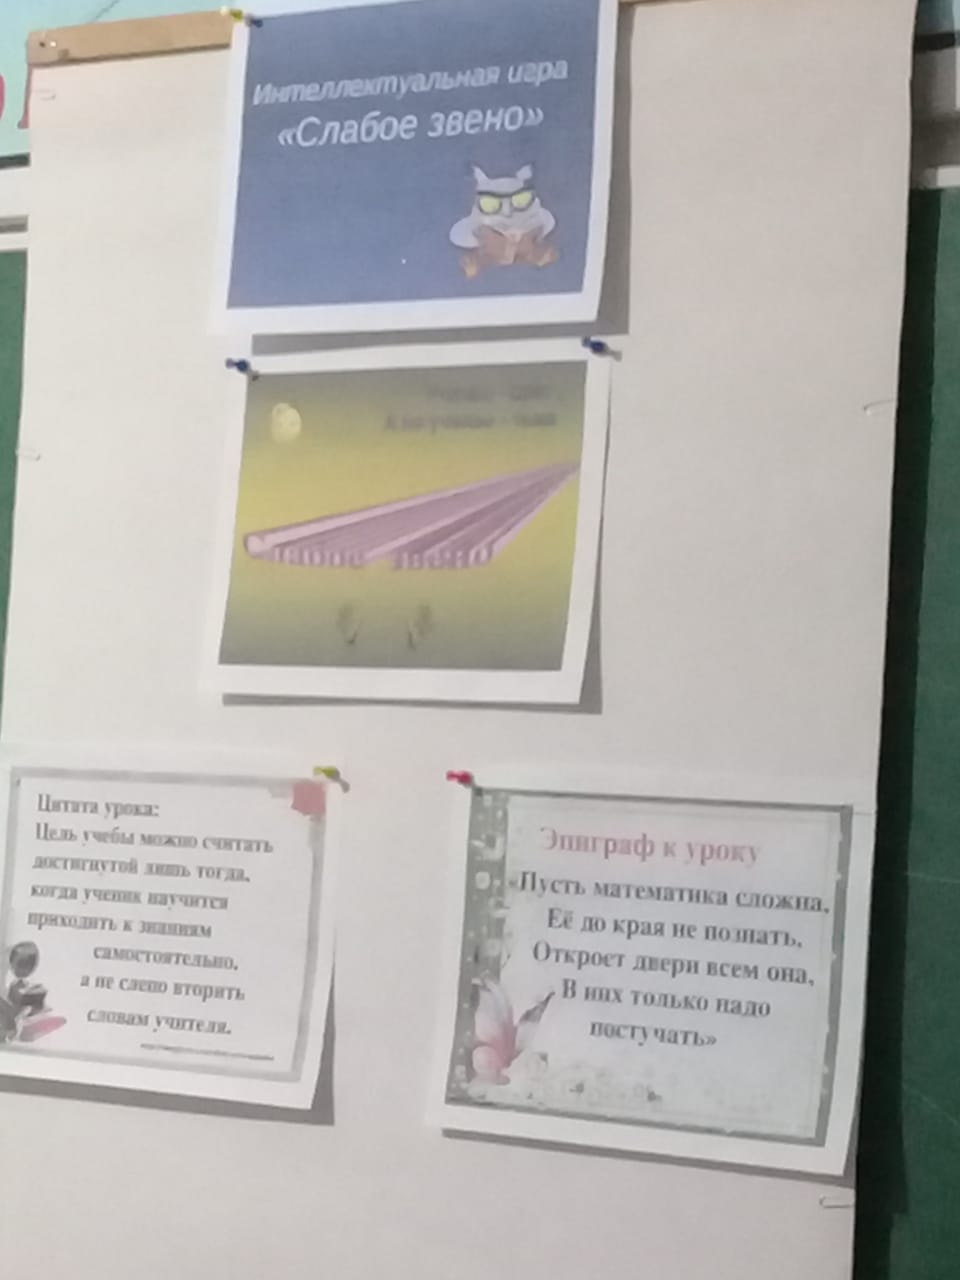 Интеллектуальная игра
«Слабое звено»
звено
Цитата урока:
Цель учебы можно считать
достигнутой лишь тогда,
когда ученик научится
приходить к знаниям
самостоятельно,
а не слепо вторить
словам учителя.
Эпиграф к уроку
«Пусть математика сложна,
Её до края не познать,
Откроет двери всем она,
В них только надо
постучать»